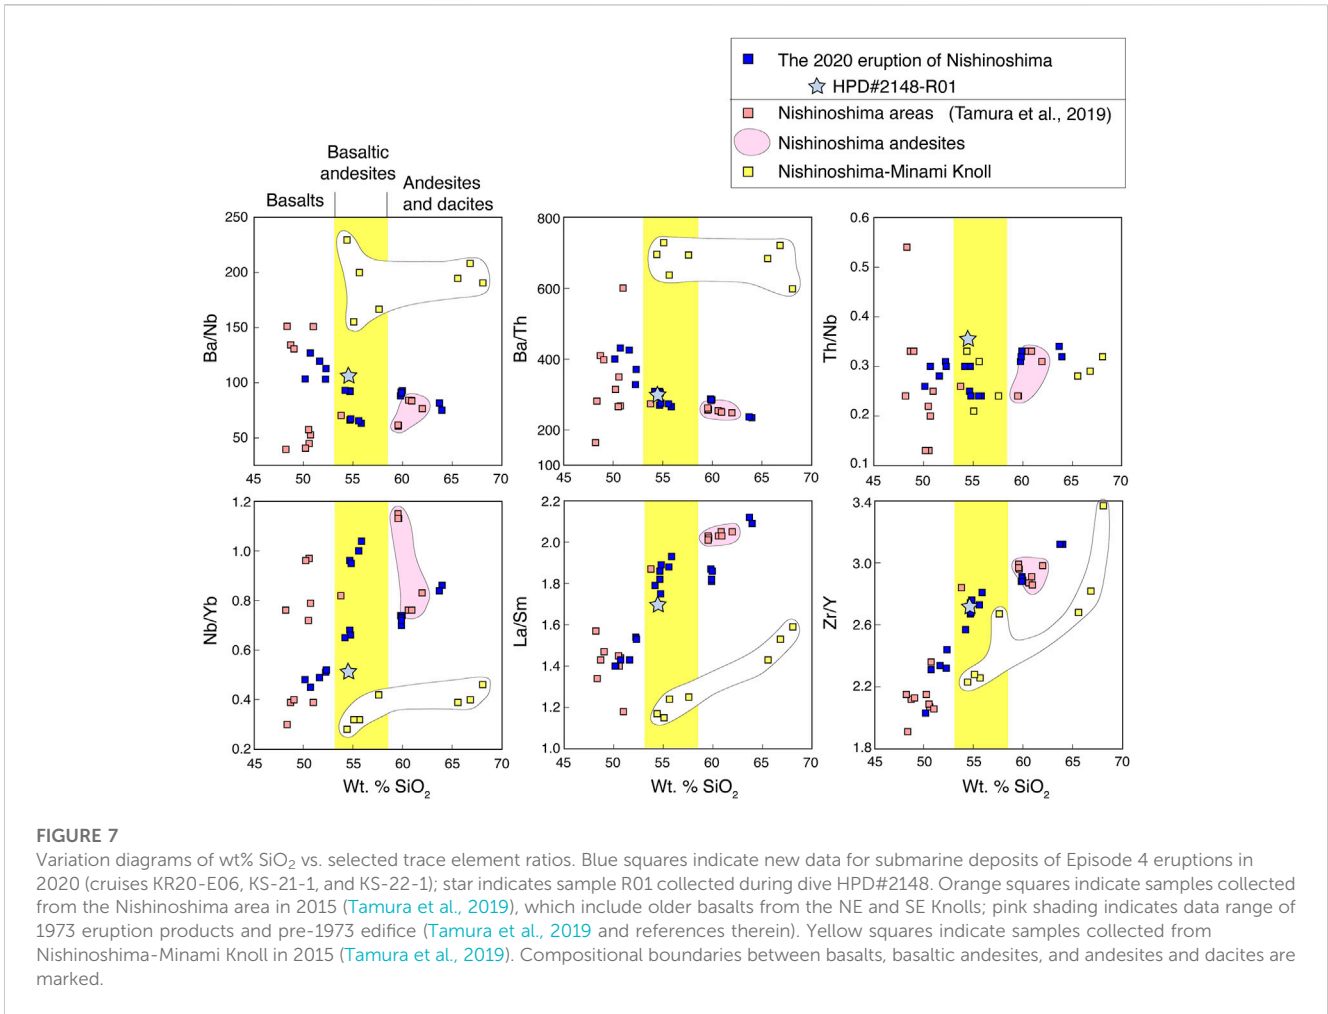 The 2020 eruption of Nishinoshima
HPD#2148-R01
Nishinoshima areas (Tamura et al., 2019)
Nishinoshima andesites
Nishinoshima-Minami Knoll
Basalts
Basaltic
andesites
Andesites
and dacites
Ba/Nb
250
200
150
100
50
45 50 55 60 65 70
Ba/Th
800
600
400
200
100
45 50 55 60 65 70
Th/Nb
0.6
0.5
0.4
0.3
0.2
0.1
45 50 55 60 65 70
Nb/Yb
1.2
1.0
0.8
0.6
0.4
0.2
45 50 55 60 65 70
Wt. % SiO₂
La/Sm
2.2
2.0
1.8
1.6
1.4
1.2
1.0
45 50 55 60 65 70
Wt. % SiO₂
Zr/Y
3.4
3.0
2.6
2.2
1.8
45 50 55 60 65 70
Wt. % SiO₂
FIGURE 7
Variation diagrams of wt% SiO₂ vs. selected trace element ratios. Blue squares indicate new data for submarine deposits of Episode 4 eruptions in
2020 (cruises KR20-E06, KS-21-1, and KS-22-1); star indicates sample R01 collected during dive HPD#2148. Orange squares indicate samples collected
from the Nishinoshima area in 2015 (Tamura et al., 2019), which include older basalts from the NE and SE Knolls; pink shading indicates data range of
1973 eruption products and pre-1973 edifice (Tamura et al., 2019 and references therein). Yellow squares indicate samples collected from
Nishinoshima-Minami Knoll in 2015 (Tamura et al., 2019). Compositional boundaries between basalts, basaltic andesites, and andesites and dacites are
marked.